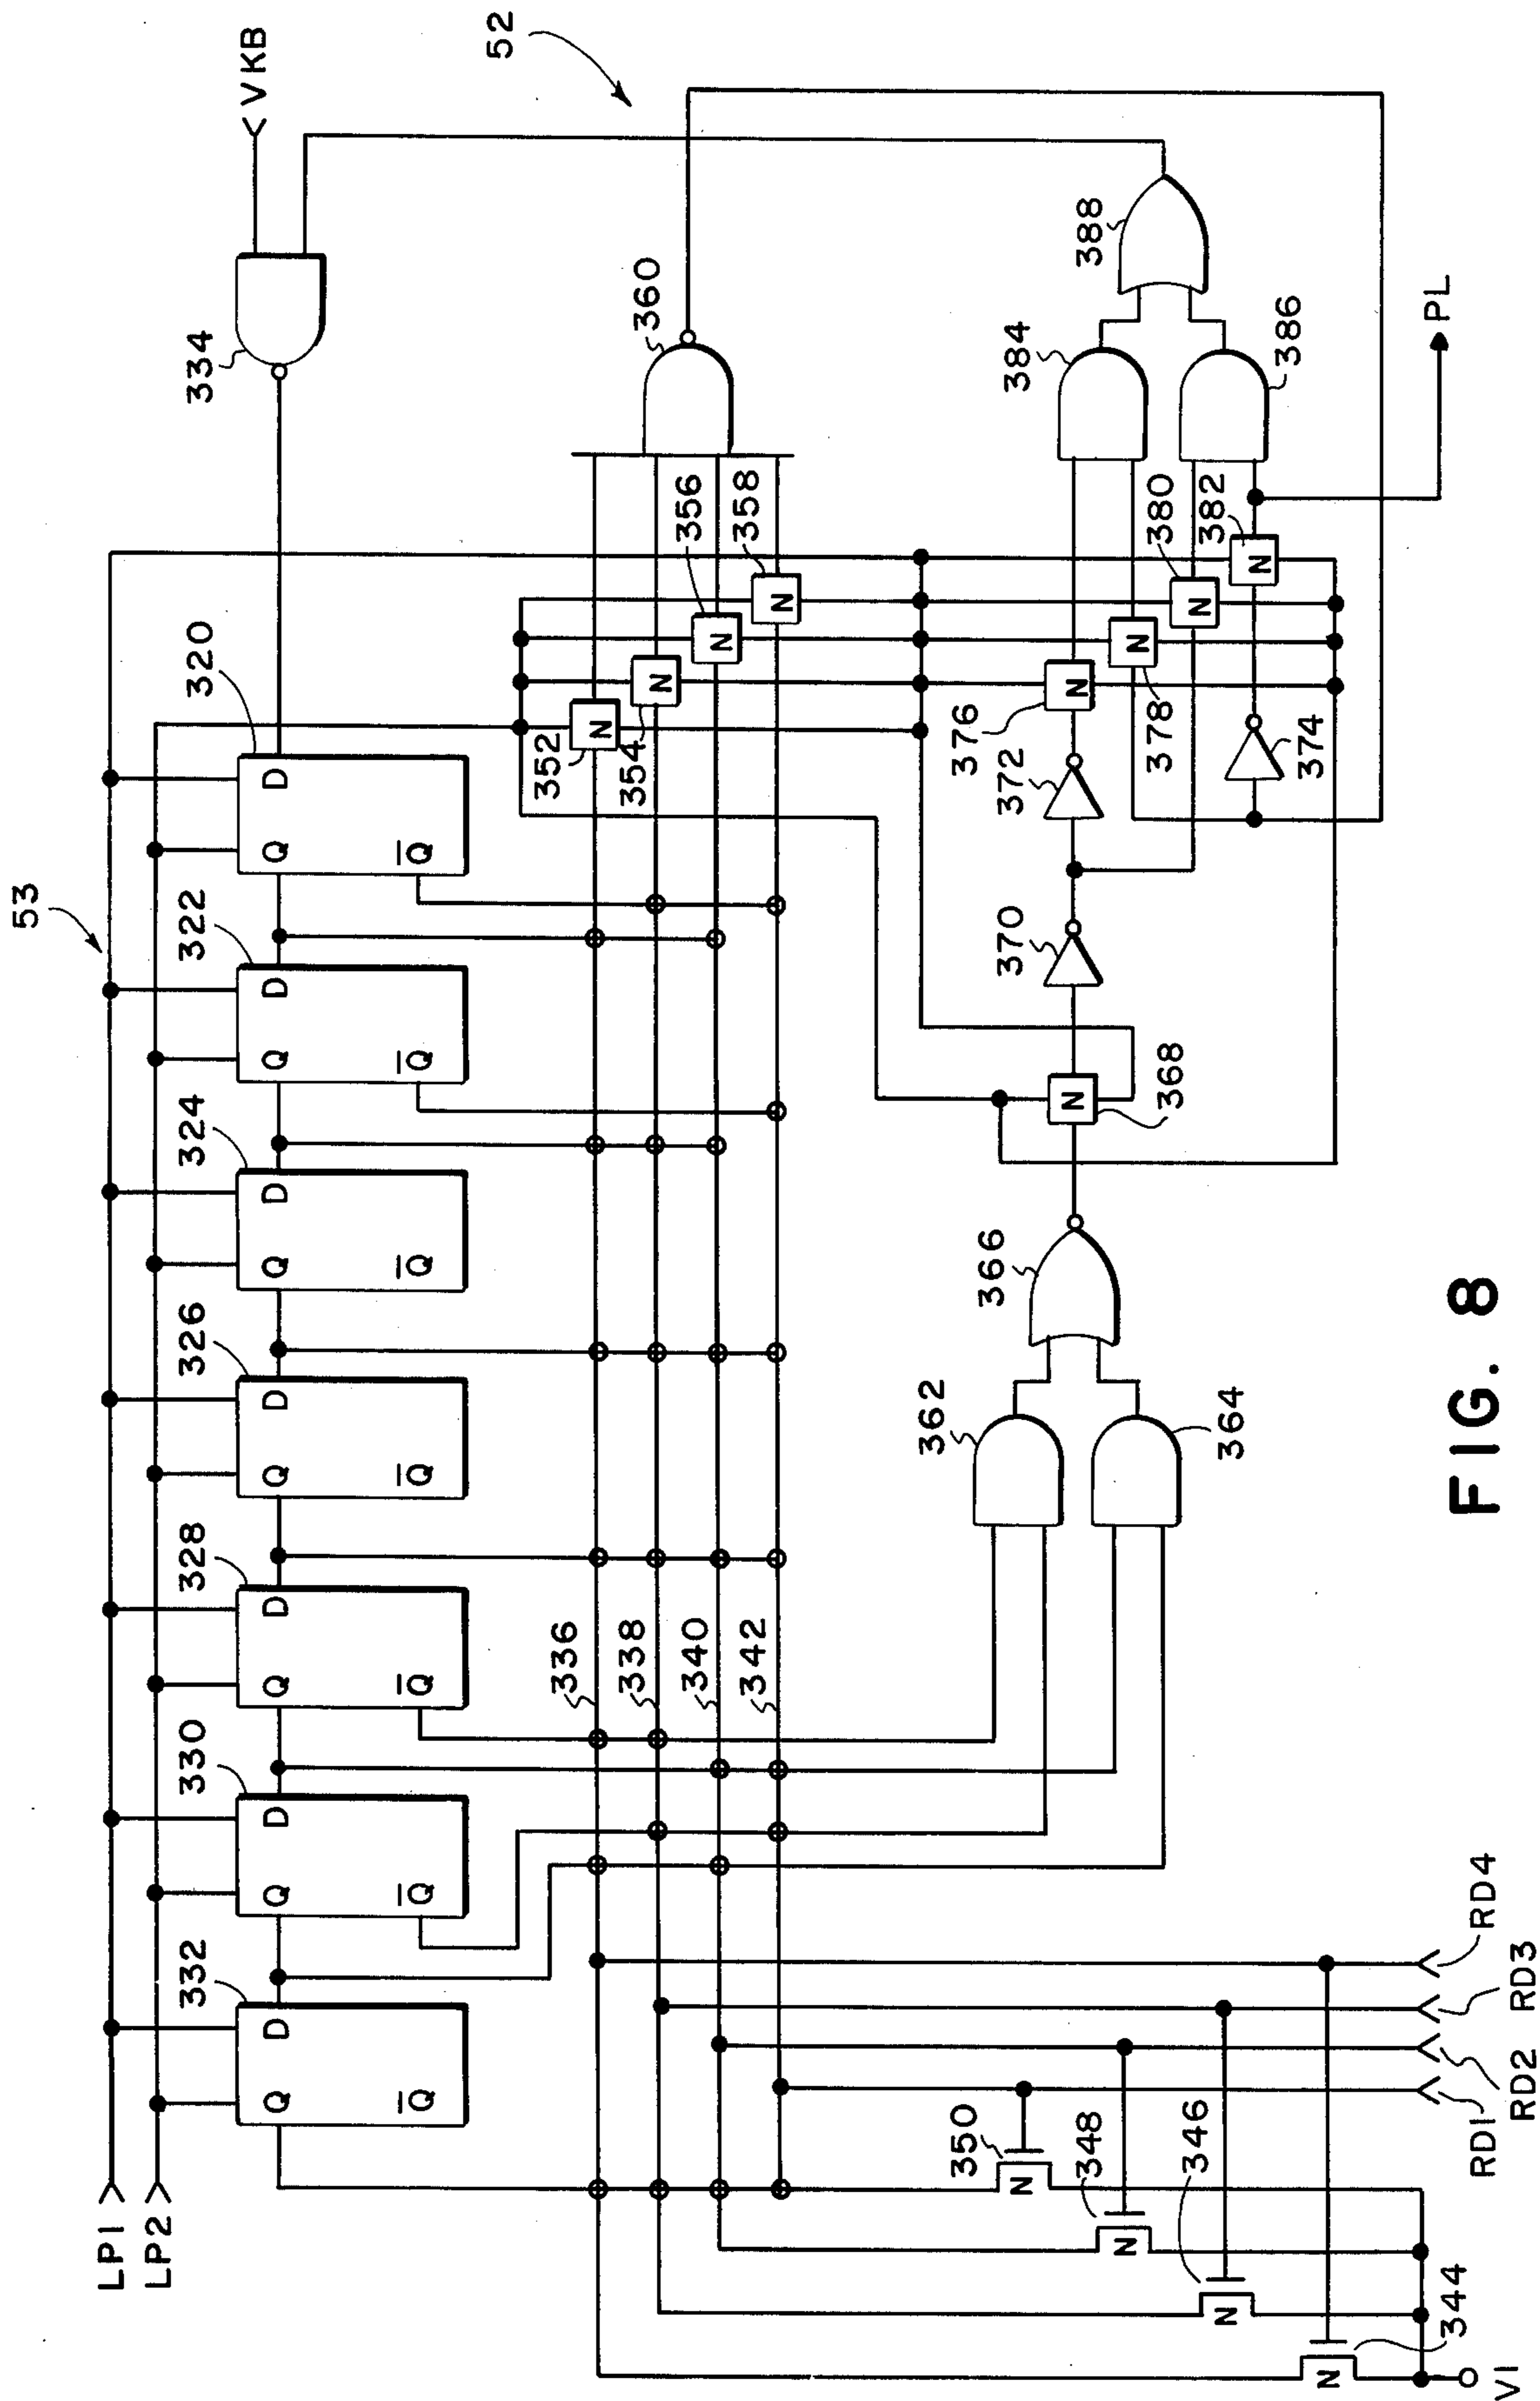 53
LP1
LP2
332
330
328
326
324
322
320
334
VKB
Q D
Q D
Q D
Q D
Q D
Q D
Q D
Q̅
Q̅
Q̅
Q̅
Q̅
Q̅
Q̅
52
336
338
340
342
352
354
356
358
N
N
N
N
360
350
N
348
N
346
N
344
N
V1
RD1
RD2
RD3
RD4
362
364
366
368
N
370
372
374
376
N
378
N
380
N
382
N
384
386
388
PL
FIG. 8